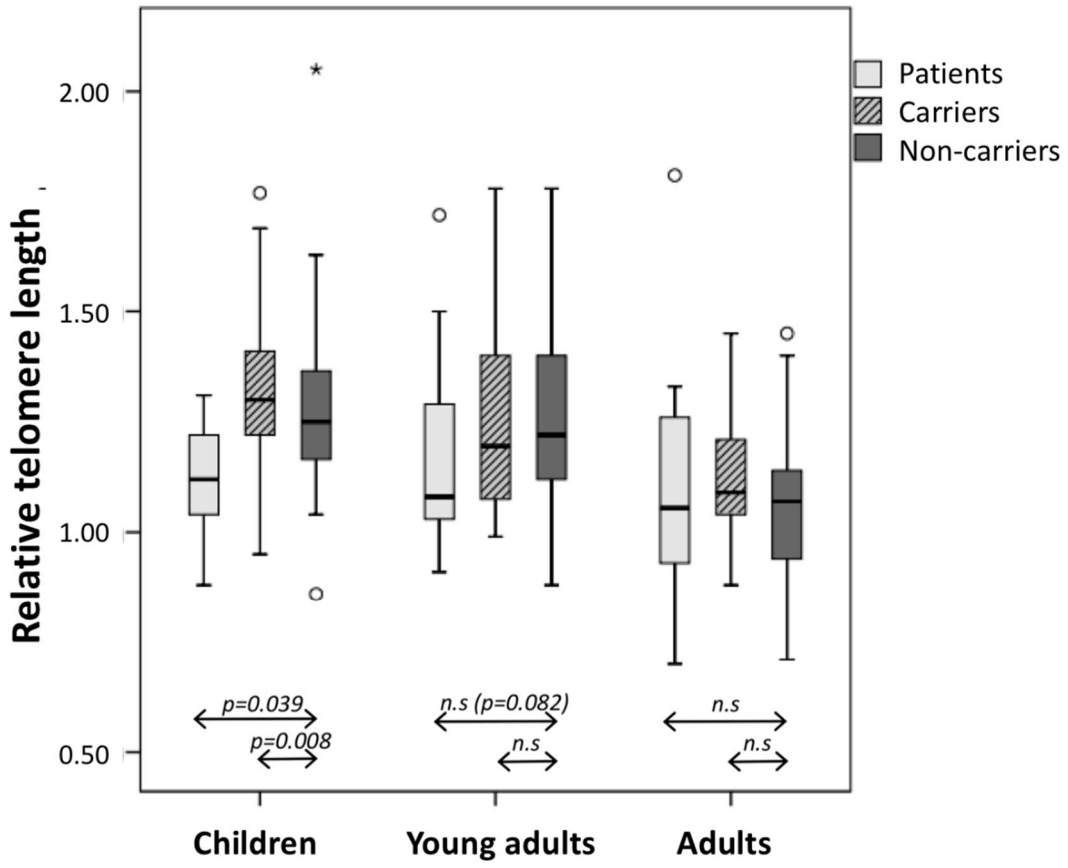 Patients
Carriers
Non-carriers
Relative telomere length
2.00
1.50
1.00
0.50
p=0.039
p=0.008
n.s (p=0.082)
n.s
n.s
n.s
Children
Young adults
Adults